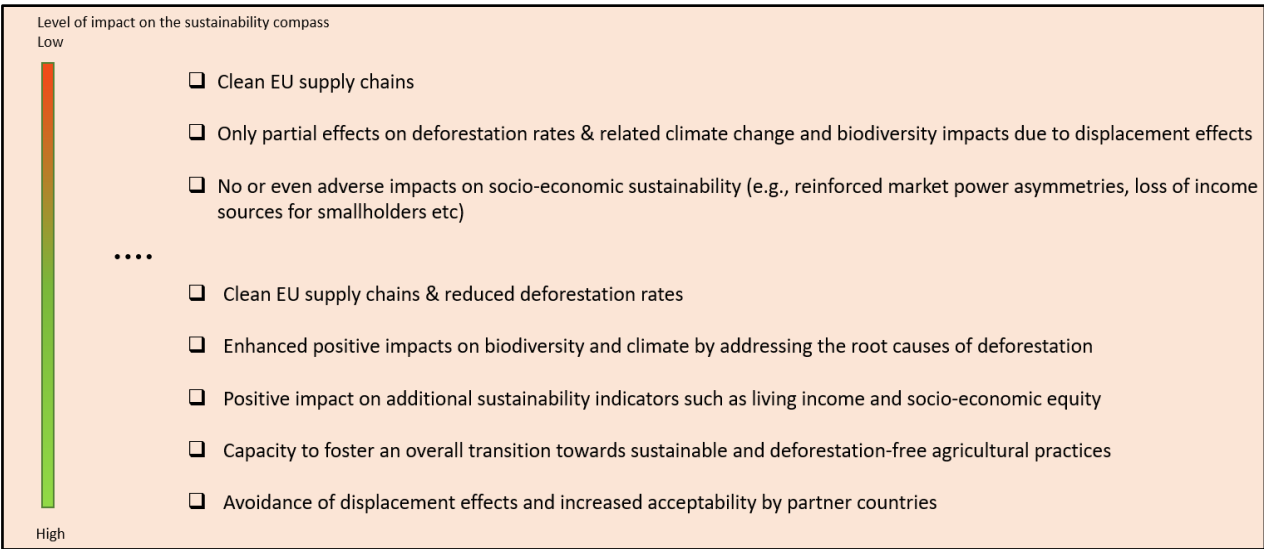 Level of impact on the sustainability compass
Low
❑ Clean EU supply chains
❑ Only partial effects on deforestation rates & related climate change and biodiversity impacts due to displacement effects
❑ No or even adverse impacts on socio-economic sustainability (e.g., reinforced market power asymmetries, loss of income
sources for smallholders etc)
....
❑ Clean EU supply chains & reduced deforestation rates
❑ Enhanced positive impacts on biodiversity and climate by addressing the root causes of deforestation
❑ Positive impact on additional sustainability indicators such as living income and socio-economic equity
❑ Capacity to foster an overall transition towards sustainable and deforestation-free agricultural practices
❑ Avoidance of displacement effects and increased acceptability by partner countries
High